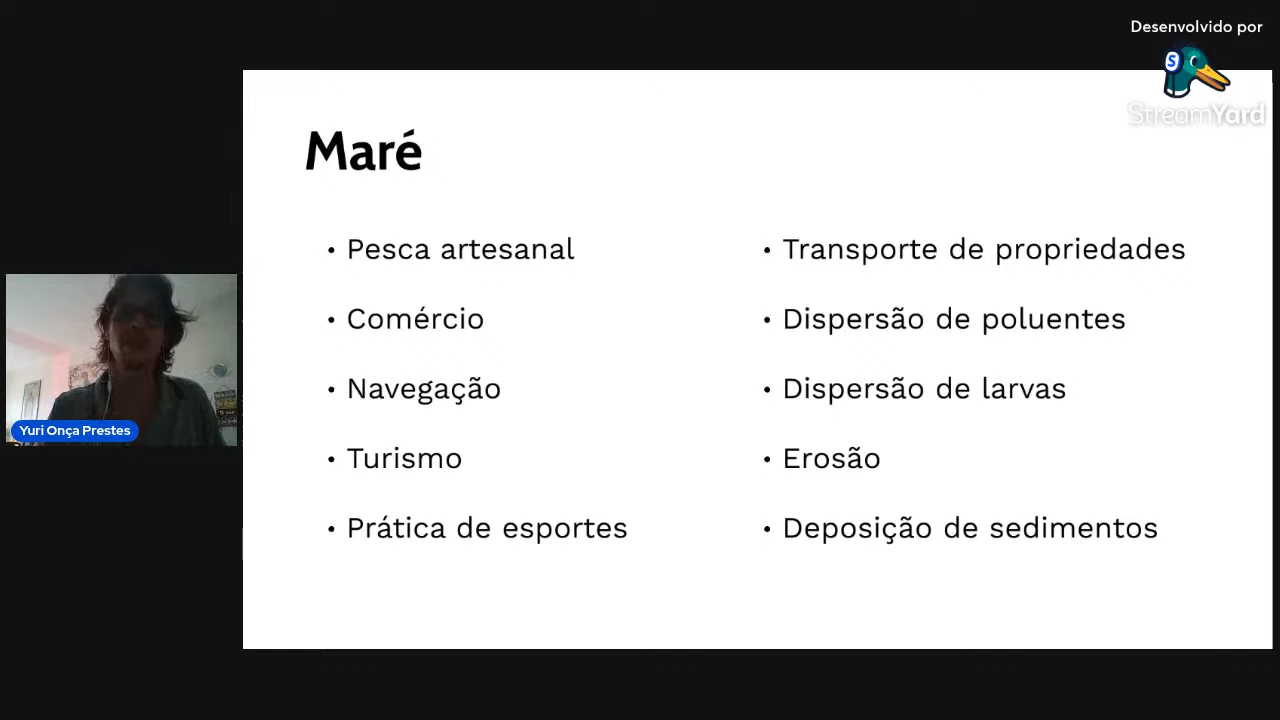 Desenvolvido por
StreamYard
Maré
• Pesca artesanal
• Comércio
• Navegação
• Turismo
• Prática de esportes
• Transporte de propriedades
• Dispersão de poluentes
• Dispersão de larvas
• Erosão
• Deposição de sedimentos
Yuri Onça Prestes